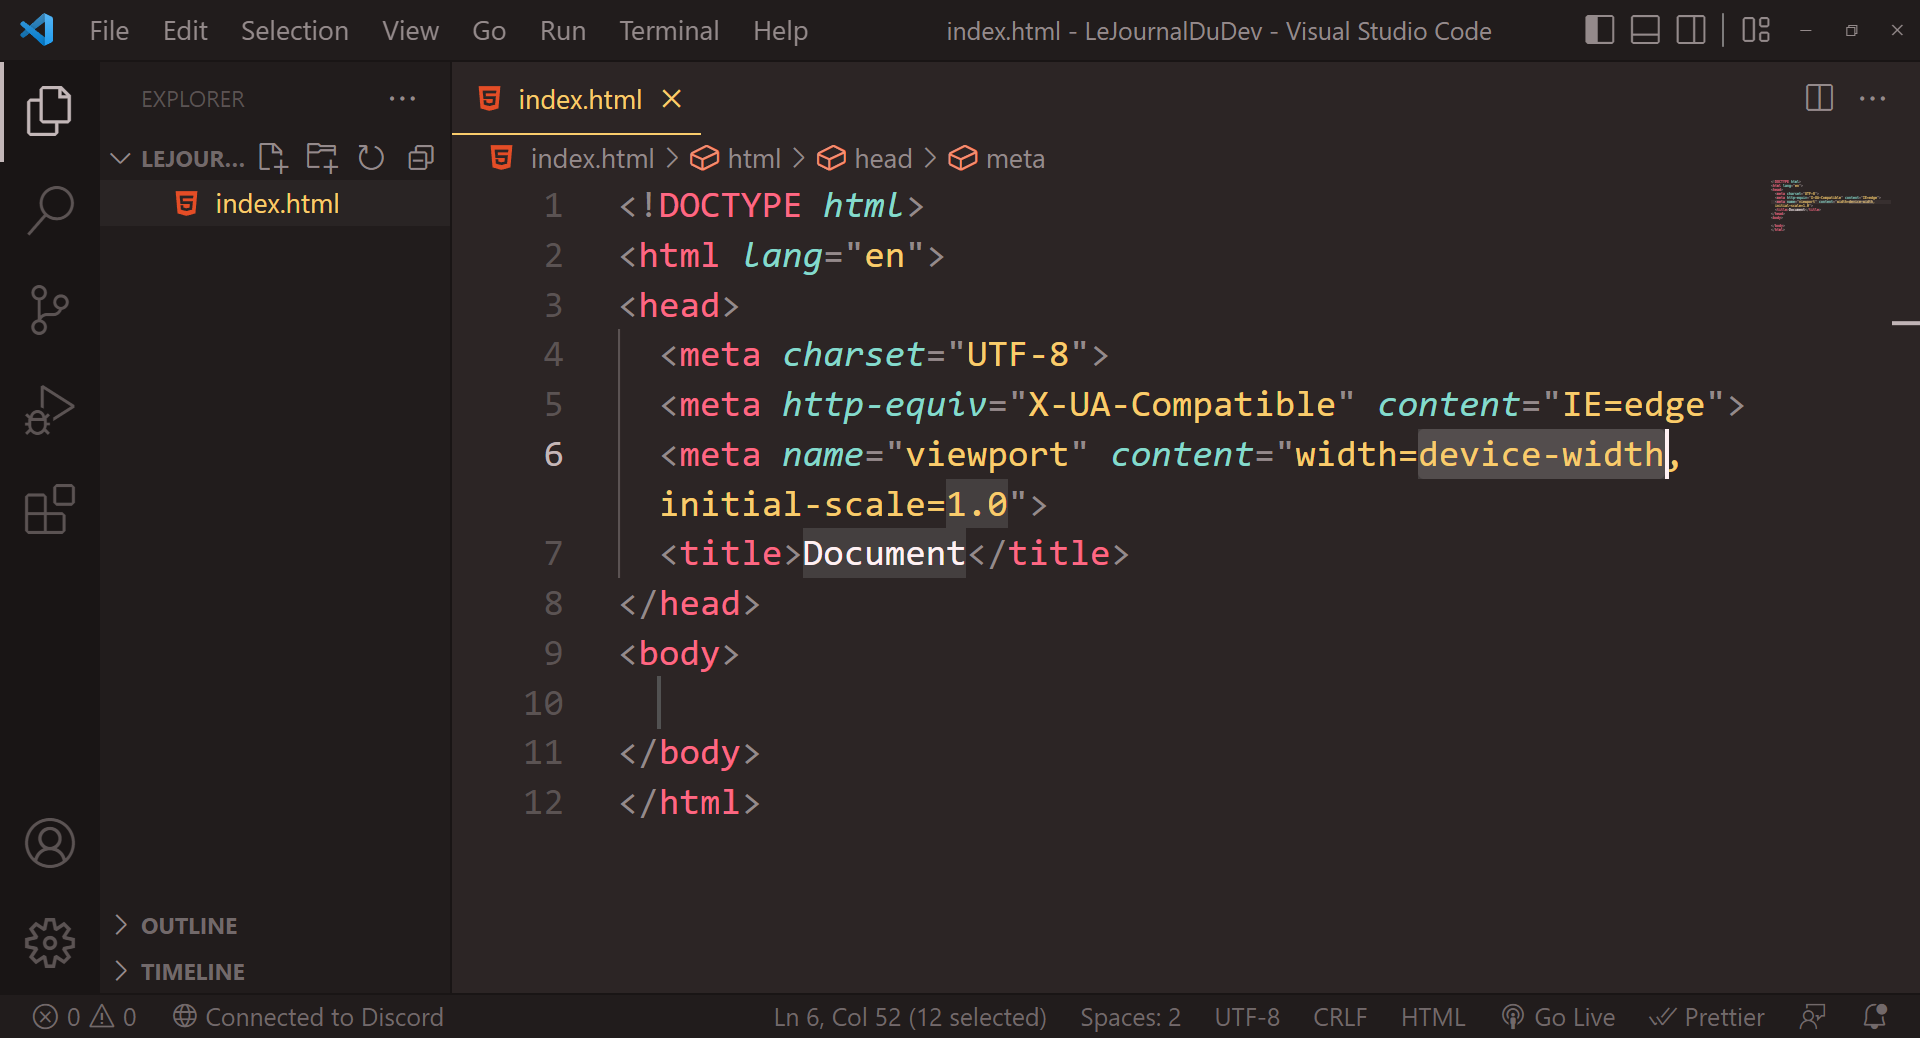 File Edit Selection View Go Run Terminal Help index.html - LeJournalDuDev - Visual Studio Code
EXPLORER
LEJOUR...
index.html
index.html
index.html > html > head > meta
1 <!DOCTYPE html>
2 <html lang="en">
3 <head>
4 <meta charset="UTF-8">
5 <meta http-equiv="X-UA-Compatible" content="IE=edge">
6 <meta name="viewport" content="width=device-width,
initial-scale=1.0">
7 <title>Document</title>
8 </head>
9 <body>
10
11 </body>
12 </html>
OUTLINE
TIMELINE
0 0 Connected to Discord Ln 6, Col 52 (12 selected) Spaces: 2 UTF-8 CRLF HTML Go Live Prettier